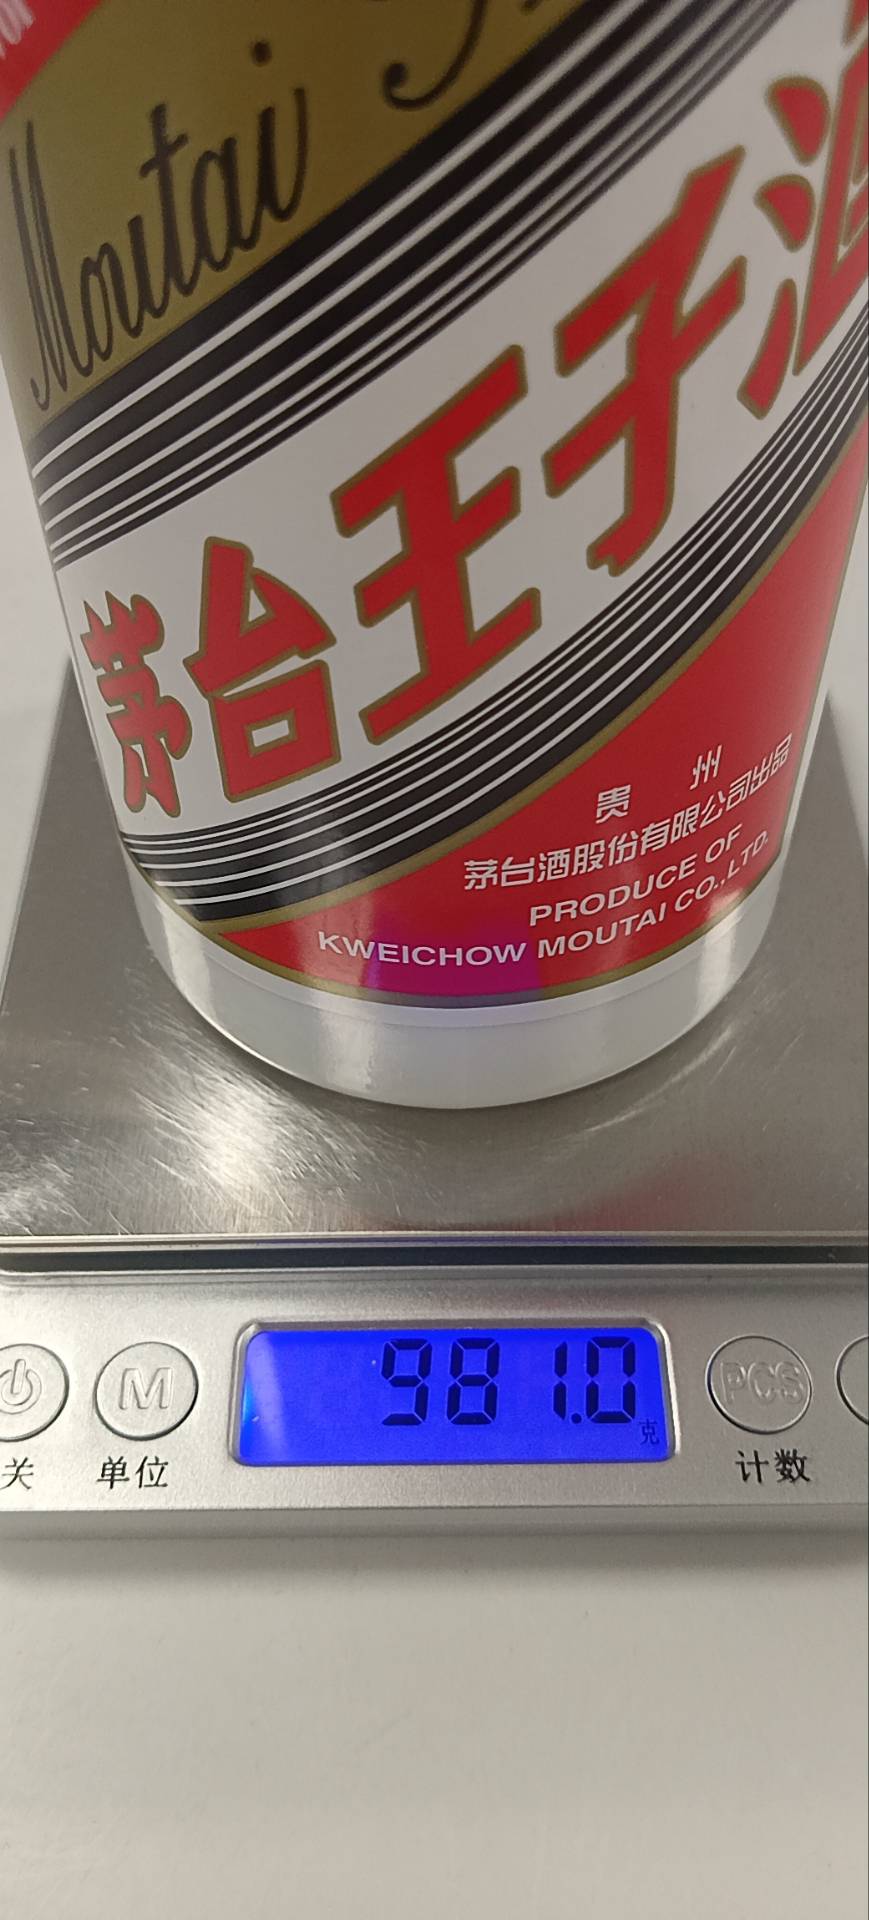 Moutai
茅台王子酒
贵州
茅台酒股份有限公司出品
PRODUCE OF
KWEICHOW MOUTAI CO.,LTD.
981.0
克
M
PCS
关
单位
计数